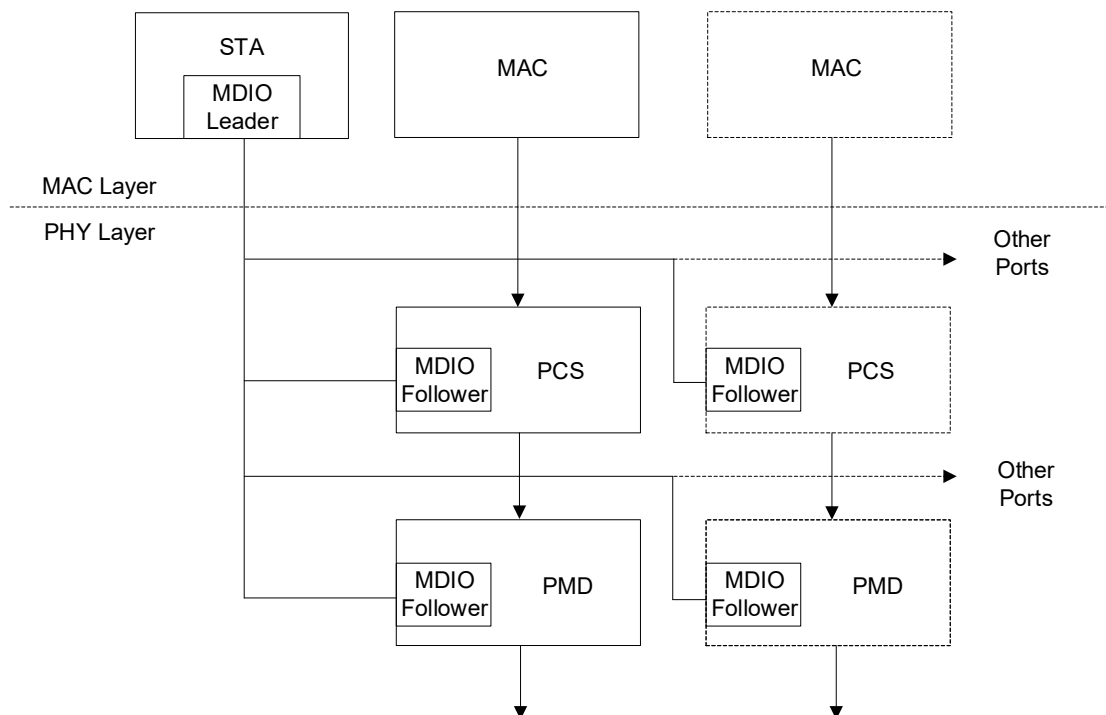 STA
MDIO
Leader
MAC
MAC
MAC Layer
PHY Layer
Other
Ports
MDIO
Follower
PCS
MDIO
Follower
PCS
Other
Ports
MDIO
Follower
PMD
MDIO
Follower
PMD